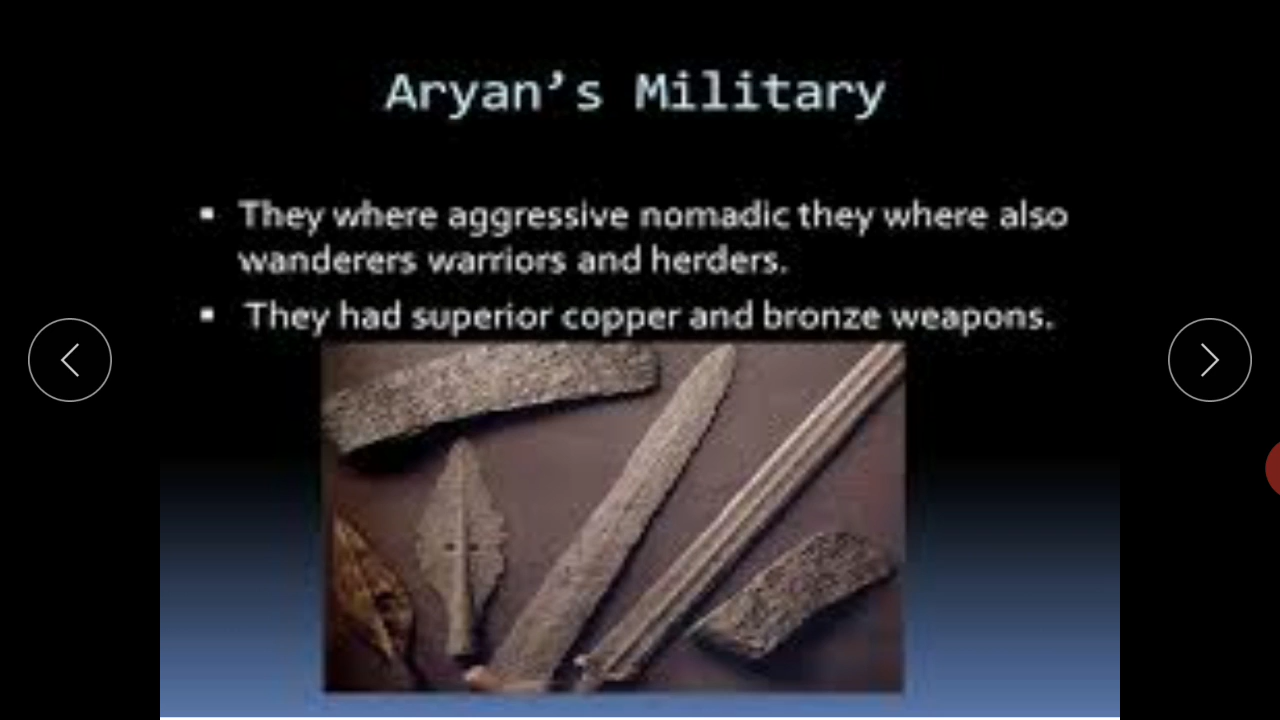 Aryan’s Military
▪ They where aggressive nomadic they where also
wanderers warriors and herders.
▪ They had superior copper and bronze weapons.